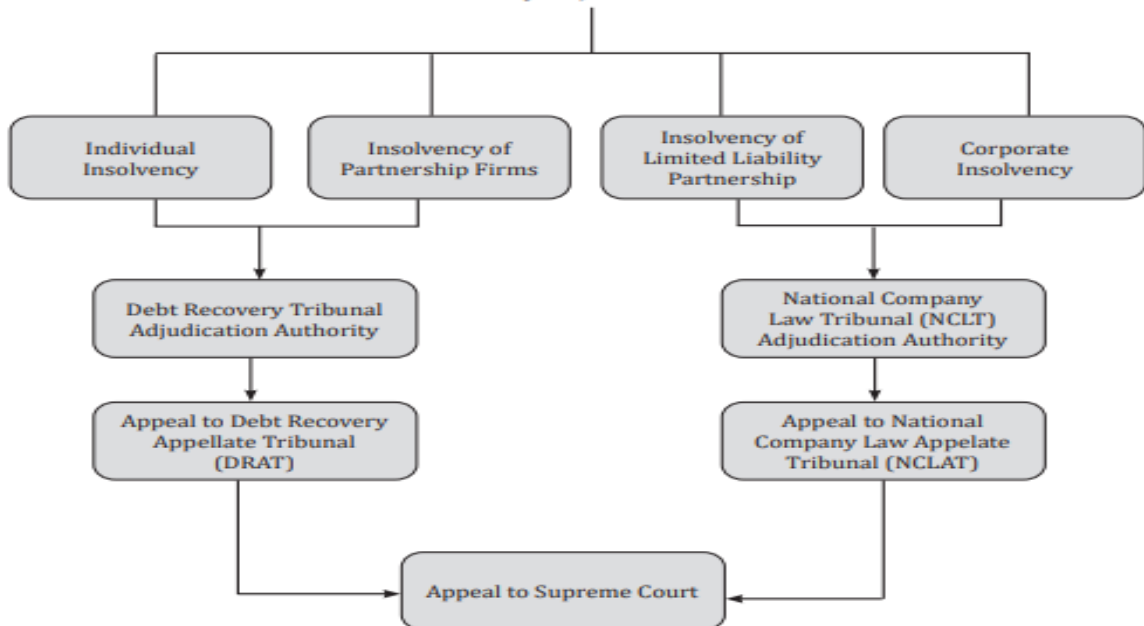 Individual
Insolvency
Insolvency of
Partnership Firms
Insolvency of
Limited Liability
Partnership
Corporate
Insolvency
Debt Recovery Tribunal
Adjudication Authority
National Company
Law Tribunal (NCLT)
Adjudication Authority
Appeal to Debt Recovery
Appellate Tribunal
(DRAT)
Appeal to National
Company Law Appelate
Tribunal (NCLAT)
Appeal to Supreme Court